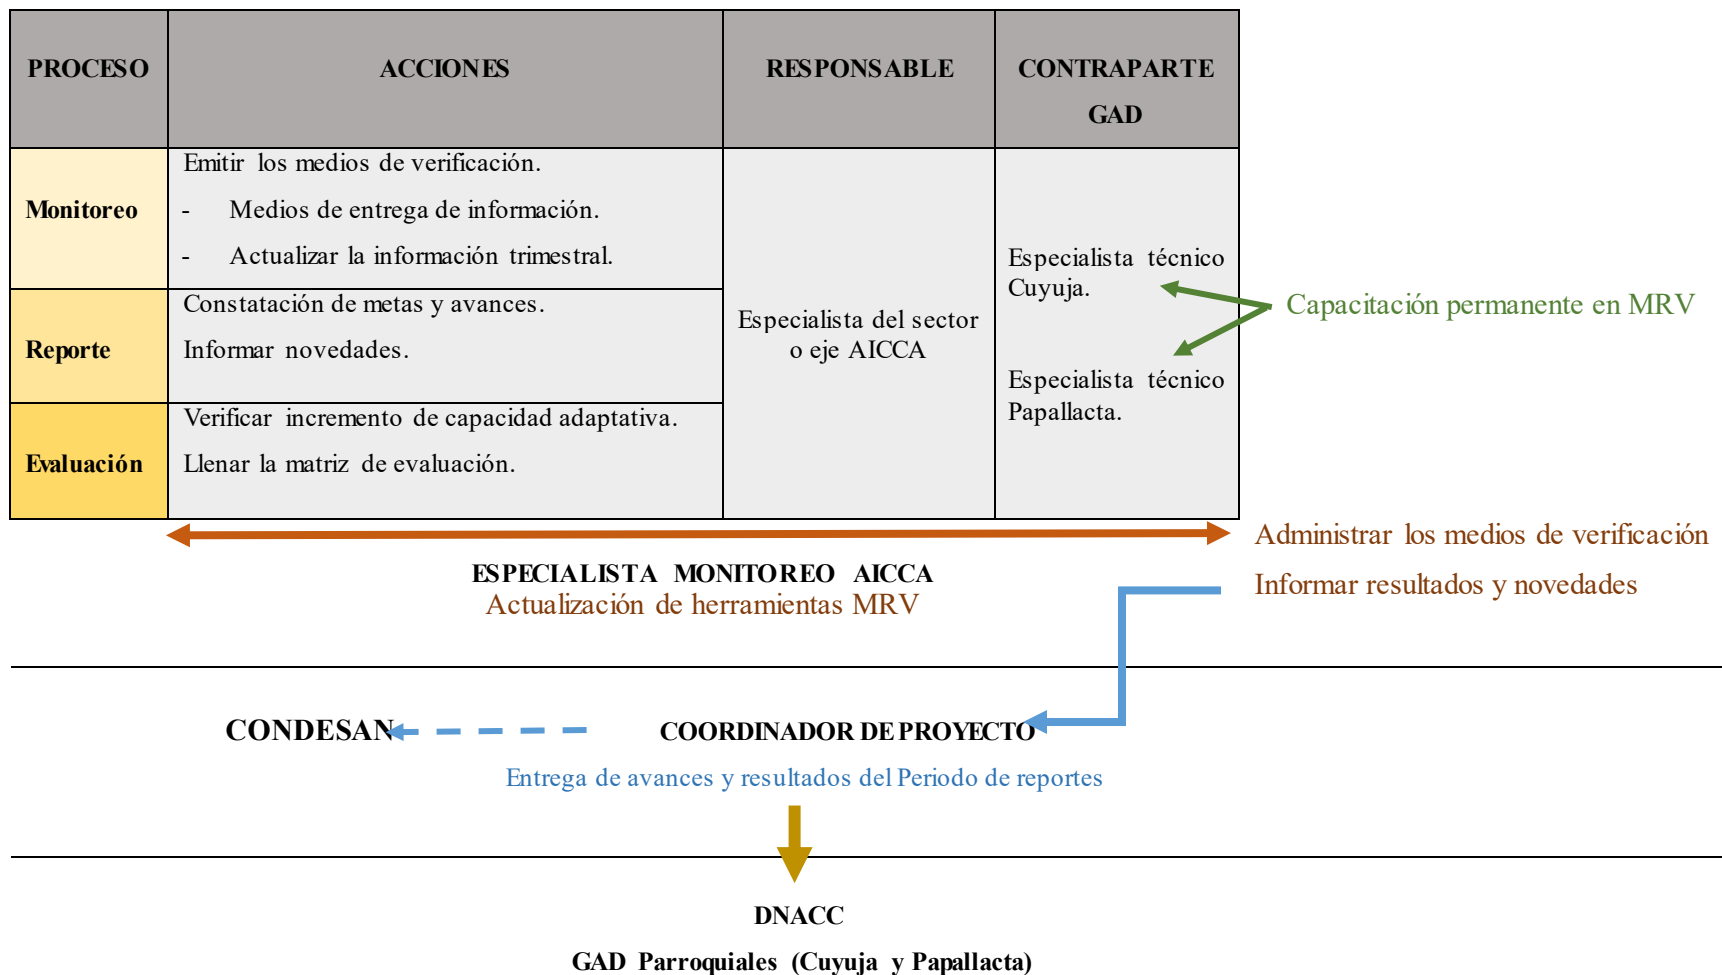 PROCESO
ACCIONES
RESPONSABLE
CONTRAPARTE
GAD
Monitoreo
Emitir los medios de verificación.
- Medios de entrega de información.
- Actualizar la información trimestral.
Reporte
Constatación de metas y avances.
Informar novedades.
Evaluación
Verificar incremento de capacidad adaptativa.
Llenar la matriz de evaluación.
Especialista del sector
o eje AICCA
Especialista técnico
Cuyuja.
Especialista técnico
Papallacta.
Capacitación permanente en MRV
Administrar los medios de verificación
Informar resultados y novedades
ESPECIALISTA MONITOREO AICCA
Actualización de herramientas MRV
CONDESAN
COORDINADOR DE PROYECTO
Entrega de avances y resultados del Periodo de reportes
DNACC
GAD Parroquiales (Cuyuja y Papallacta)